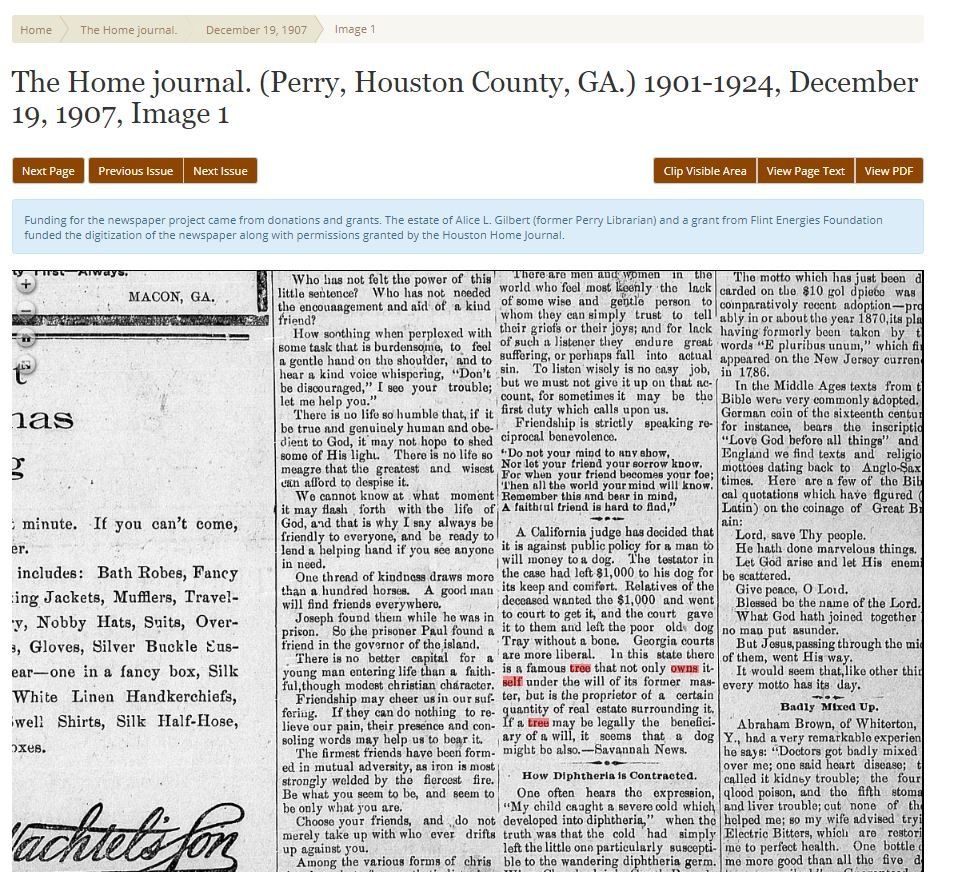 Home
The Home journal.
December 19, 1907
Image 1
The Home journal. (Perry, Houston County, GA.) 1901-1924, December
19, 1907, Image 1
Next Page
Previous Issue
Next Issue
Clip Visible Area
View Page Text
View PDF
Funding for the newspaper project came from donations and grants. The estate of Alice L. Gilbert (former Perry Librarian) and a grant from Flint Energies Foundation
funded the digitization of the newspaper along with permissions granted by the Houston Home Journal.
y First—Always.
MACON, GA.
t
nas
g
minute. If you can't come,
er.
includes: Bath Robes, Fancy
ing Jackets, Mufflers, Travel-
y, Nobby Hats, Suits, Over-
s, Gloves, Silver Buckle Sus-
ear—one in a fancy box, Silk
White Linen Handkerchiefs,
well Shirts, Silk Half-Hose,
oxes.
achtel's Son
Who has not felt the power of this
little sentence? Who has not needed
the encouagement and aid of a kind
friend?
How soothing when perplexed with
some task that is burdensome, to feel
a gentle hand on the shoulder, and to
hear a kind voice whispering, "Don't
be discouraged," I see your trouble;
let me help you."
There is no life so humble that, if it
be true and genuinely human and obe-
dient to God, it may not hope to shed
some of His light. There is no life so
meagre that the greatest and wisest
can afford to despise it.
We cannot know at what moment
it may flash forth with the life of
God, and that is why I say always be
friendly to everyone, and be ready to
lend a helping hand if you see anyone
in need.
One thread of kindness draws more
than a hundred horses. A good man
will find friends everywhere.
Joseph found them while he was in
prison. So the prisoner Paul found a
friend in the governor of the island.
There is no better capital for a
young man entering life than a faith-
ful,though modest christian character.
Friendship may cheer us in our suf-
fering. If they can do nothing to re-
lieve our pain, their presence and con-
soling words may help us to bear it.
The firmest friends have been form-
ed in mutual adversity, as iron is most
strongly welded by the fiercest fire.
Be what you seem to be, and seem to
be only what you are.
Choose your friends, and do not
merely take up with who ever drifts
up against you.
Among the various forms of chris
There are men and women in the
world who feel most keenly the lack
of some wise and gentle person to
whom they can simply trust to tell
their griefs or their joys; and for lack
of such a listener they endure great
suffering, or perhaps fall into actual
sin. To listen wisely is no easy job,
but we must not give it up on that ac-
count, for sometimes it may be the
first duty which calls upon us.
Friendship is strictly speaking re-
ciprocal benevolence.
"Do not your mind to any show,
Nor let your friend your sorrow know,
For when your friend becomes your foe;
Then all the world your mind will know.
Remember this and bear in mind,
A faithful friend is hard to find,"
A California judge has decided that
it is against public policy for a man to
will money to a dog. The testator in
the case had left $1,000 to his dog for
its keep and comfort. Relatives of the
deceased wanted the $1,000 and went
to court to get it, and the court gave
it to them and left the poor old dog
Tray without a bone. Georgia courts
are more liberal. In this state there
is a famous tree that not only owns it-
self under the will of its former mas-
ter, but is the proprietor of a certain
quantity of real estate surrounding it.
If a tree may be legally the benefici-
ary of a will, it seems that a dog
might be also.—Savannah News.
How Diphtheria is Contracted.
One often hears the expression,
"My child caught a severe cold which
developed into diphtheria," when the
truth was that the cold had simply
left the little one particularly suscepti-
ble to the wandering diphtheria germ.
The motto which has just been d
carded on the $10 gol dpiece was
comparatively recent adoption—pro
ably in or about the year 1870,its pla
having formerly been taken by t
words "E pluribus unum," which fi
appeared on the New Jersey curren
in 1786.
In the Middle Ages texts from t
Bible were very commonly adopted.
German coin of the sixteenth centur
for instance, bears the inscriptio
"Love God before all things" and
England we find texts and religio
mottoes dating back to Anglo-Sax
times. Here are a few of the Bib
cal quotations which have figured (
Latin) on the coinage of Great Br
ain:
Lord, save Thy people.
He hath done marvelous things.
Let God arise and let His enemi
be scattered.
Give peace, O Lord.
Blessed be the name of the Lord.
What God hath joined together
no man put asunder.
But Jesus,passing through the mid
of them, went His way.
It would seem that,like other thin
every motto has its day.
Badly Mixed Up.
Abraham Brown, of Whiterton,
Y., had a very remarkable experien
he says: "Doctors got badly mixed
over me; one said heart disease; t
called it kidney trouble; the four
qlood poison, and the fifth stoma
and liver trouble; cut none of th
helped me; so my wife advised tryi
Electric Bitters, which are restori
me to perfect health. One bottle d
me more good than all the five d